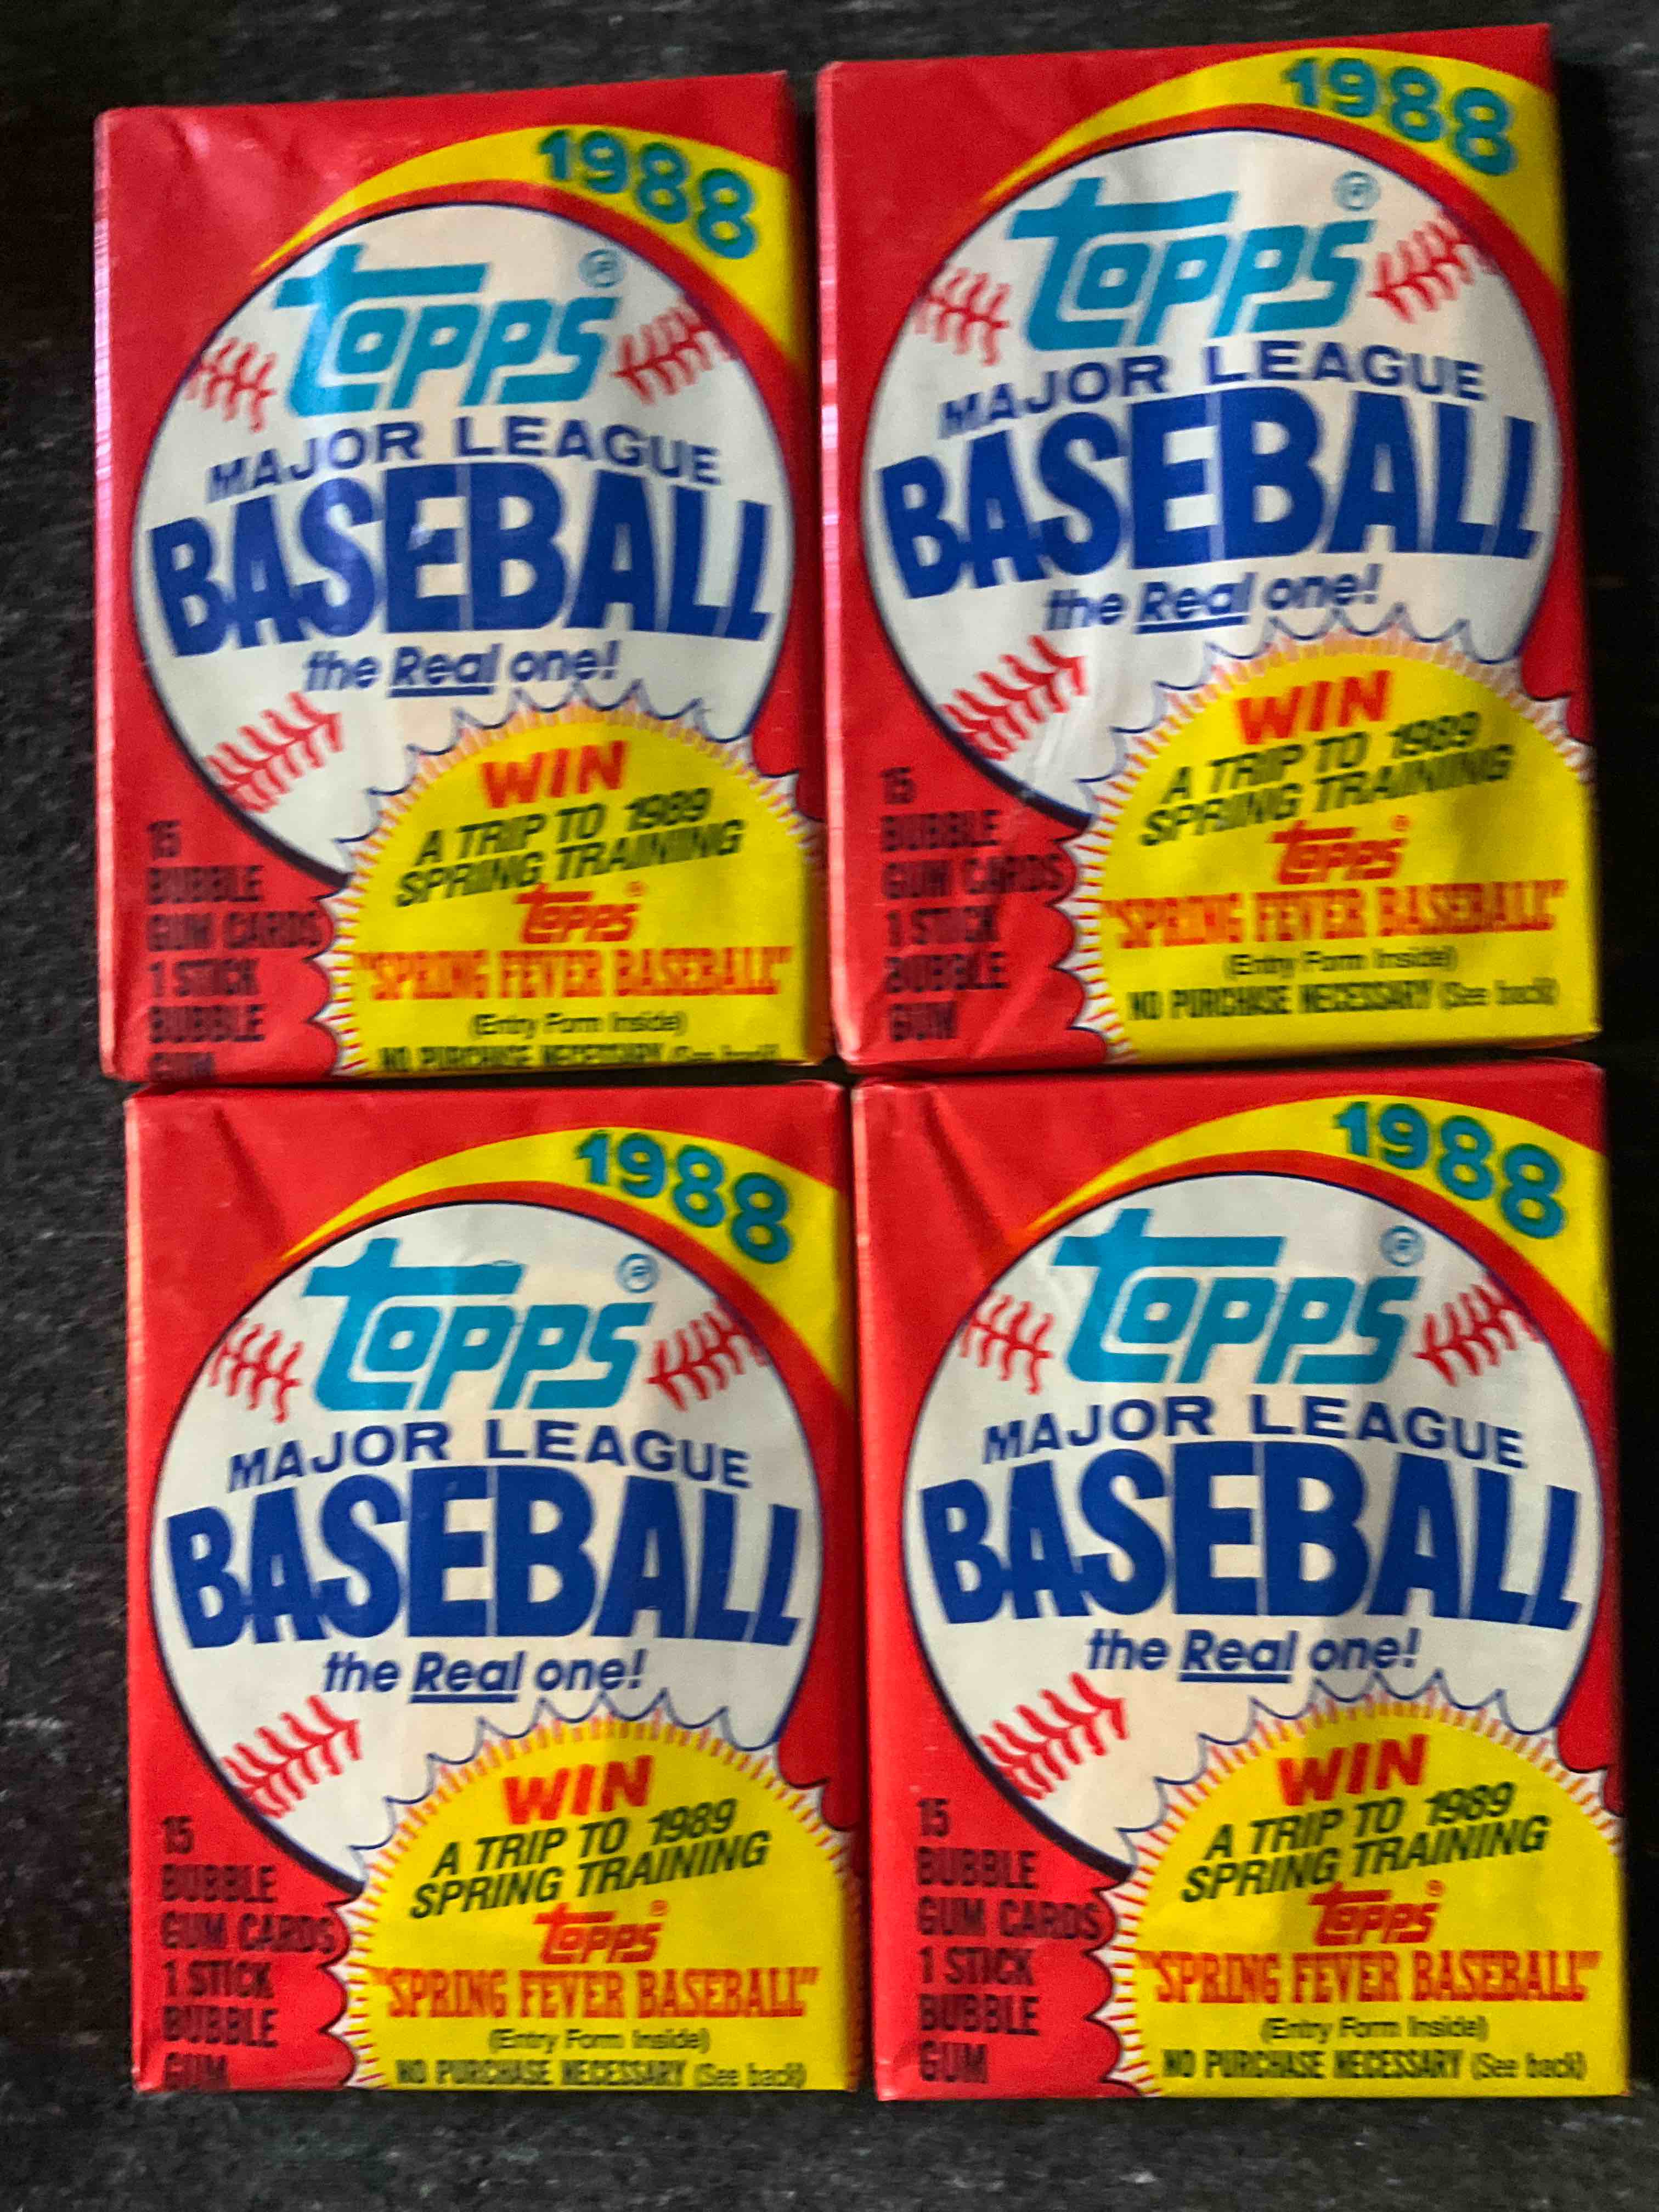 1988
Topps®
MAJOR LEAGUE
BASEBALL
the Real one!
WIN
A TRIP TO 1989
SPRING TRAINING
Topps®
"SPRING FEVER BASEBALL"
(Entry Form Inside)
NO PURCHASE NECESSARY (See back)
15
BUBBLE
GUM CARDS
1 STICK
BUBBLE
GUM
1988
Topps®
MAJOR LEAGUE
BASEBALL
the Real one!
WIN
A TRIP TO 1989
SPRING TRAINING
Topps®
"SPRING FEVER BASEBALL"
(Entry Form Inside)
NO PURCHASE NECESSARY (See back)
15
BUBBLE
GUM CARDS
1 STICK
BUBBLE
GUM
1988
Topps®
MAJOR LEAGUE
BASEBALL
the Real one!
WIN
A TRIP TO 1989
SPRING TRAINING
Topps®
"SPRING FEVER BASEBALL"
(Entry Form Inside)
NO PURCHASE NECESSARY (See back)
15
BUBBLE
GUM CARDS
1 STICK
BUBBLE
GUM
1988
Topps®
MAJOR LEAGUE
BASEBALL
the Real one!
WIN
A TRIP TO 1989
SPRING TRAINING
Topps®
"SPRING FEVER BASEBALL"
(Entry Form Inside)
NO PURCHASE NECESSARY (See back)
15
BUBBLE
GUM CARDS
1 STICK
BUBBLE
GUM